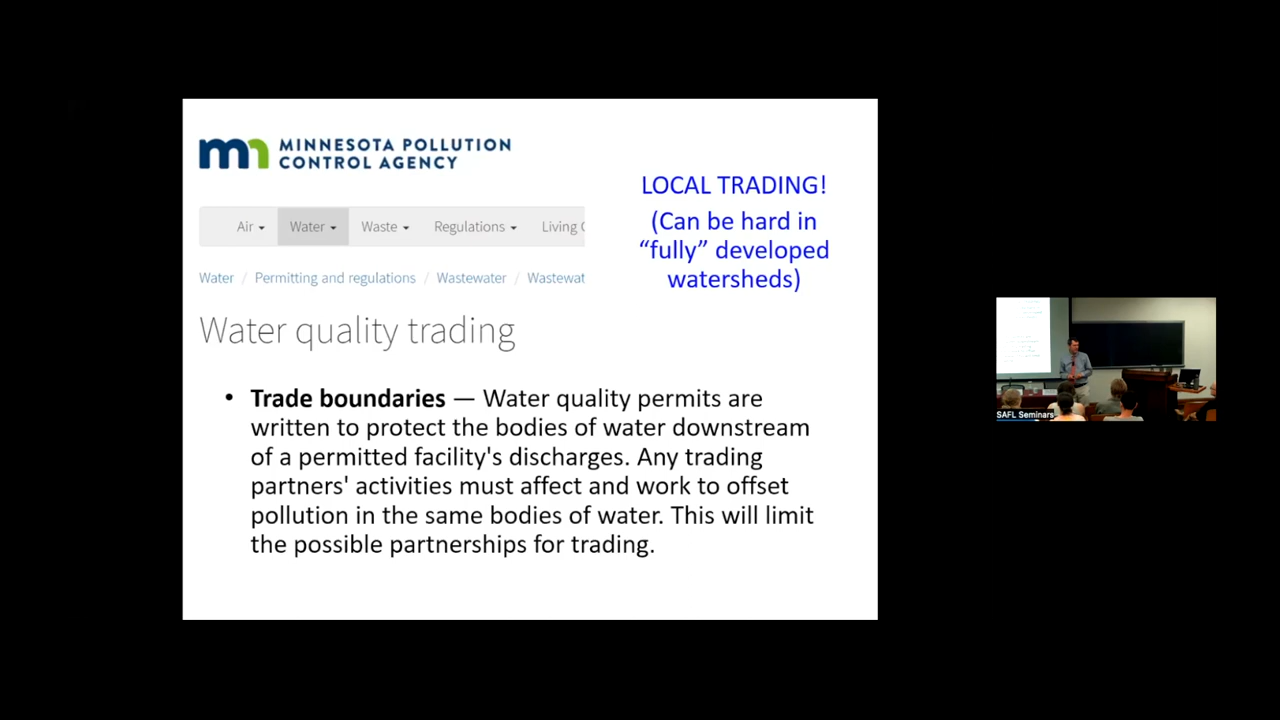 MINNESOTA POLLUTION
CONTROL AGENCY
LOCAL TRADING!
(Can be hard in
“fully” developed
watersheds)
Air Water Waste Regulations Living
Water / Permitting and regulations / Wastewater / Wastewat
Water quality trading
• Trade boundaries — Water quality permits are
written to protect the bodies of water downstream
of a permitted facility's discharges. Any trading
partners' activities must affect and work to offset
pollution in the same bodies of water. This will limit
the possible partnerships for trading.
SAFL Seminars